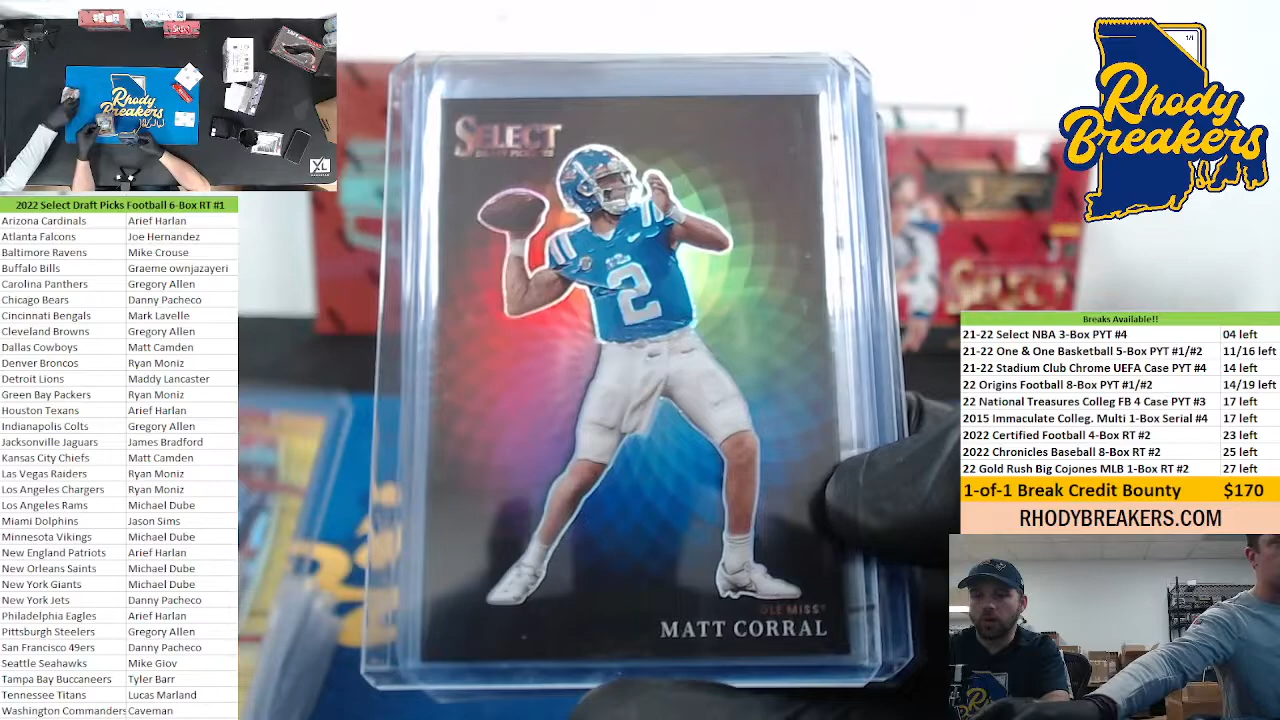 Rhody
Breakers
XL
2022 Select Draft Picks Football 6-Box RT #1
Arizona Cardinals Arief Harlan
Atlanta Falcons Joe Hernandez
Baltimore Ravens Mike Crouse
Buffalo Bills Graeme ownjazayeri
Carolina Panthers Gregory Allen
Chicago Bears Danny Pacheco
Cincinnati Bengals Mark Lavelle
Cleveland Browns Gregory Allen
Dallas Cowboys Matt Camden
Denver Broncos Ryan Moniz
Detroit Lions Maddy Lancaster
Green Bay Packers Ryan Moniz
Houston Texans Arief Harlan
Indianapolis Colts Gregory Allen
Jacksonville Jaguars James Bradford
Kansas City Chiefs Matt Camden
Las Vegas Raiders Ryan Moniz
Los Angeles Chargers Ryan Moniz
Los Angeles Rams Michael Dube
Miami Dolphins Jason Sims
Minnesota Vikings Michael Dube
New England Patriots Arief Harlan
New Orleans Saints Michael Dube
New York Giants Michael Dube
New York Jets Danny Pacheco
Philadelphia Eagles Arief Harlan
Pittsburgh Steelers Gregory Allen
San Francisco 49ers Danny Pacheco
Seattle Seahawks Mike Giov
Tampa Bay Buccaneers Tyler Barr
Tennessee Titans Lucas Marland
Washington Commanders Caveman
SELECT
DRAFT PICKS
2
OLE MISS
MATT CORRAL
1/1
Rhody
Breakers
Breaks Available!!
21-22 Select NBA 3-Box PYT #4 04 left
21-22 One & One Basketball 5-Box PYT #1/#2 11/16 left
21-22 Stadium Club Chrome UEFA Case PYT #4 14 left
22 Origins Football 8-Box PYT #1/#2 14/19 left
22 National Treasures Colleg FB 4 Case PYT #3 17 left
2015 Immaculate Colleg. Multi 1-Box Serial #4 17 left
2022 Certified Football 4-Box RT #2 23 left
2022 Chronicles Baseball 8-Box RT #2 25 left
22 Gold Rush Big Cojones MLB 1-Box RT #2 27 left
1-of-1 Break Credit Bounty $170
RHODYBREAKERS.COM